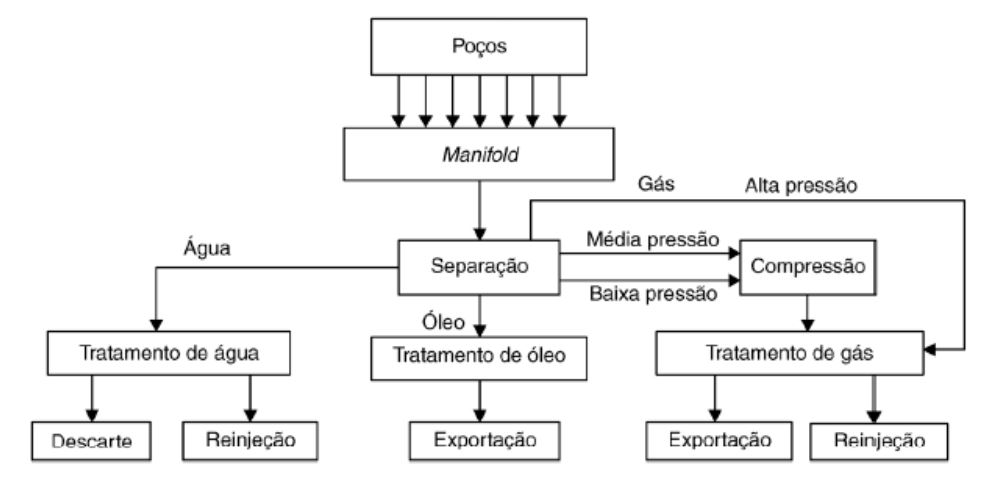 Poços
Manifold
Gás
Alta pressão
Água
Média pressão
Separação
Compressão
Baixa pressão
Óleo
Tratamento de água
Tratamento de óleo
Tratamento de gás
Descarte
Reinjeção
Exportação
Exportação
Reinjeção